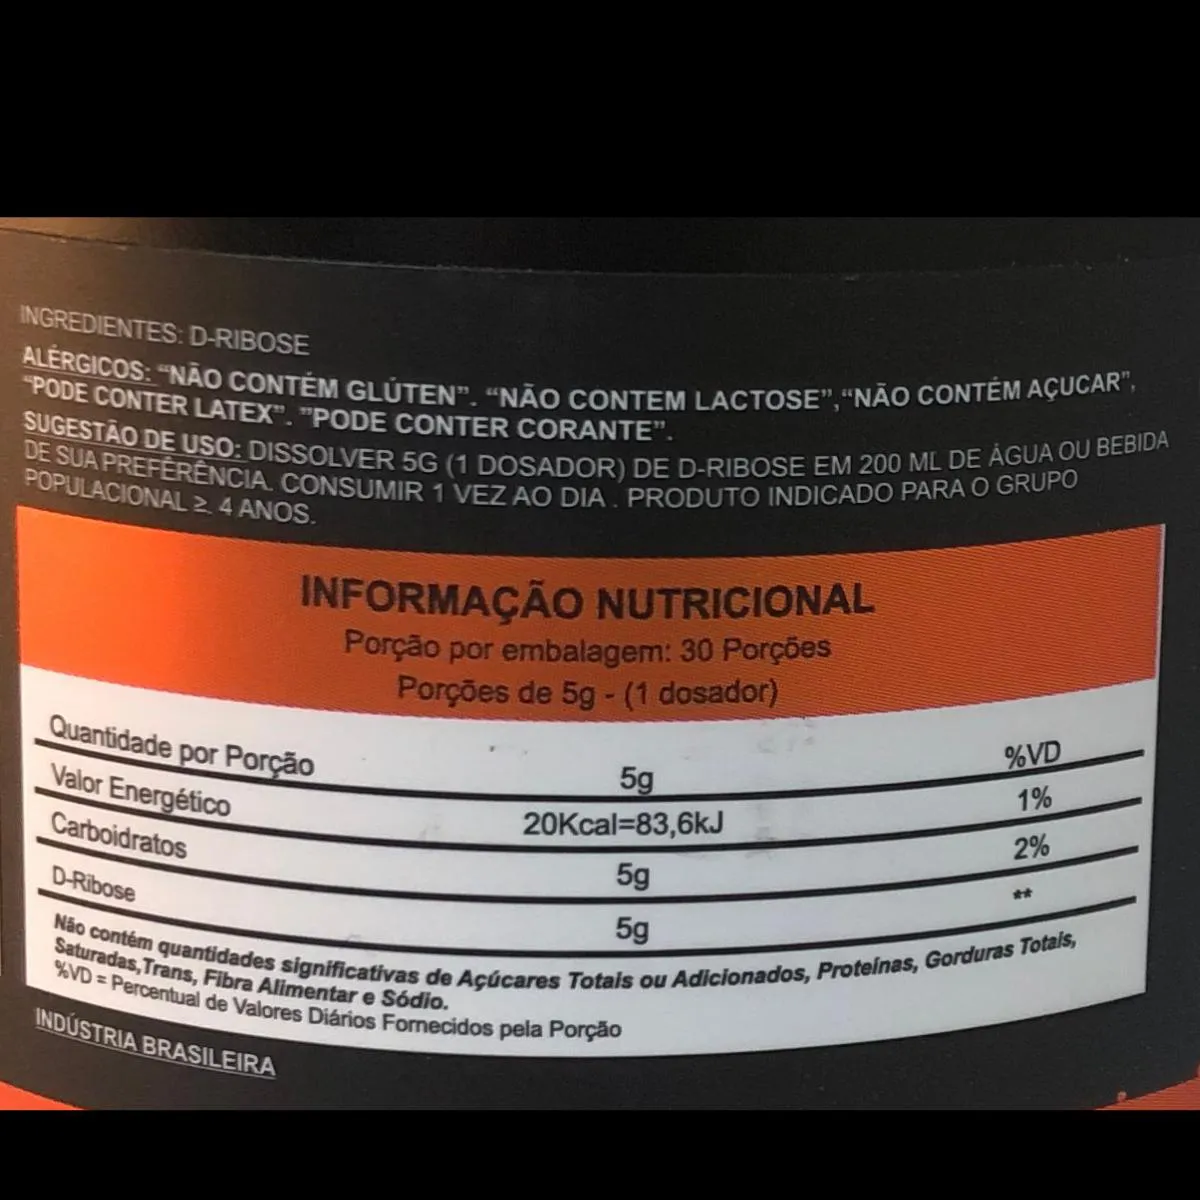 INGREDIENTES: D-RIBOSE
ALÉRGICOS: “NÃO CONTÉM GLÚTEN”. “NÃO CONTEM LACTOSE”,“NÃO CONTÉM AÇUCAR”,
“PODE CONTER LATEX”. ”PODE CONTER CORANTE”.
SUGESTÃO DE USO: DISSOLVER 5G (1 DOSADOR) DE D-RIBOSE EM 200 ML DE ÁGUA OU BEBIDA
DE SUA PREFERÊNCIA. CONSUMIR 1 VEZ AO DIA . PRODUTO INDICADO PARA O GRUPO
POPULACIONAL ≥. 4 ANOS.
INFORMAÇÃO NUTRICIONAL
Porção por embalagem: 30 Porções
Porções de 5g - (1 dosador)
Quantidade por Porção 5g %VD
Valor Energético 20Kcal=83,6kJ 1%
Carboidratos 5g 2%
D-Ribose 5g **
Não contém quantidades significativas de Açúcares Totais ou Adicionados, Proteínas, Gorduras Totais,
Saturadas,Trans, Fibra Alimentar e Sódio.
%VD = Percentual de Valores Diários Fornecidos pela Porção
INDÚSTRIA BRASILEIRA